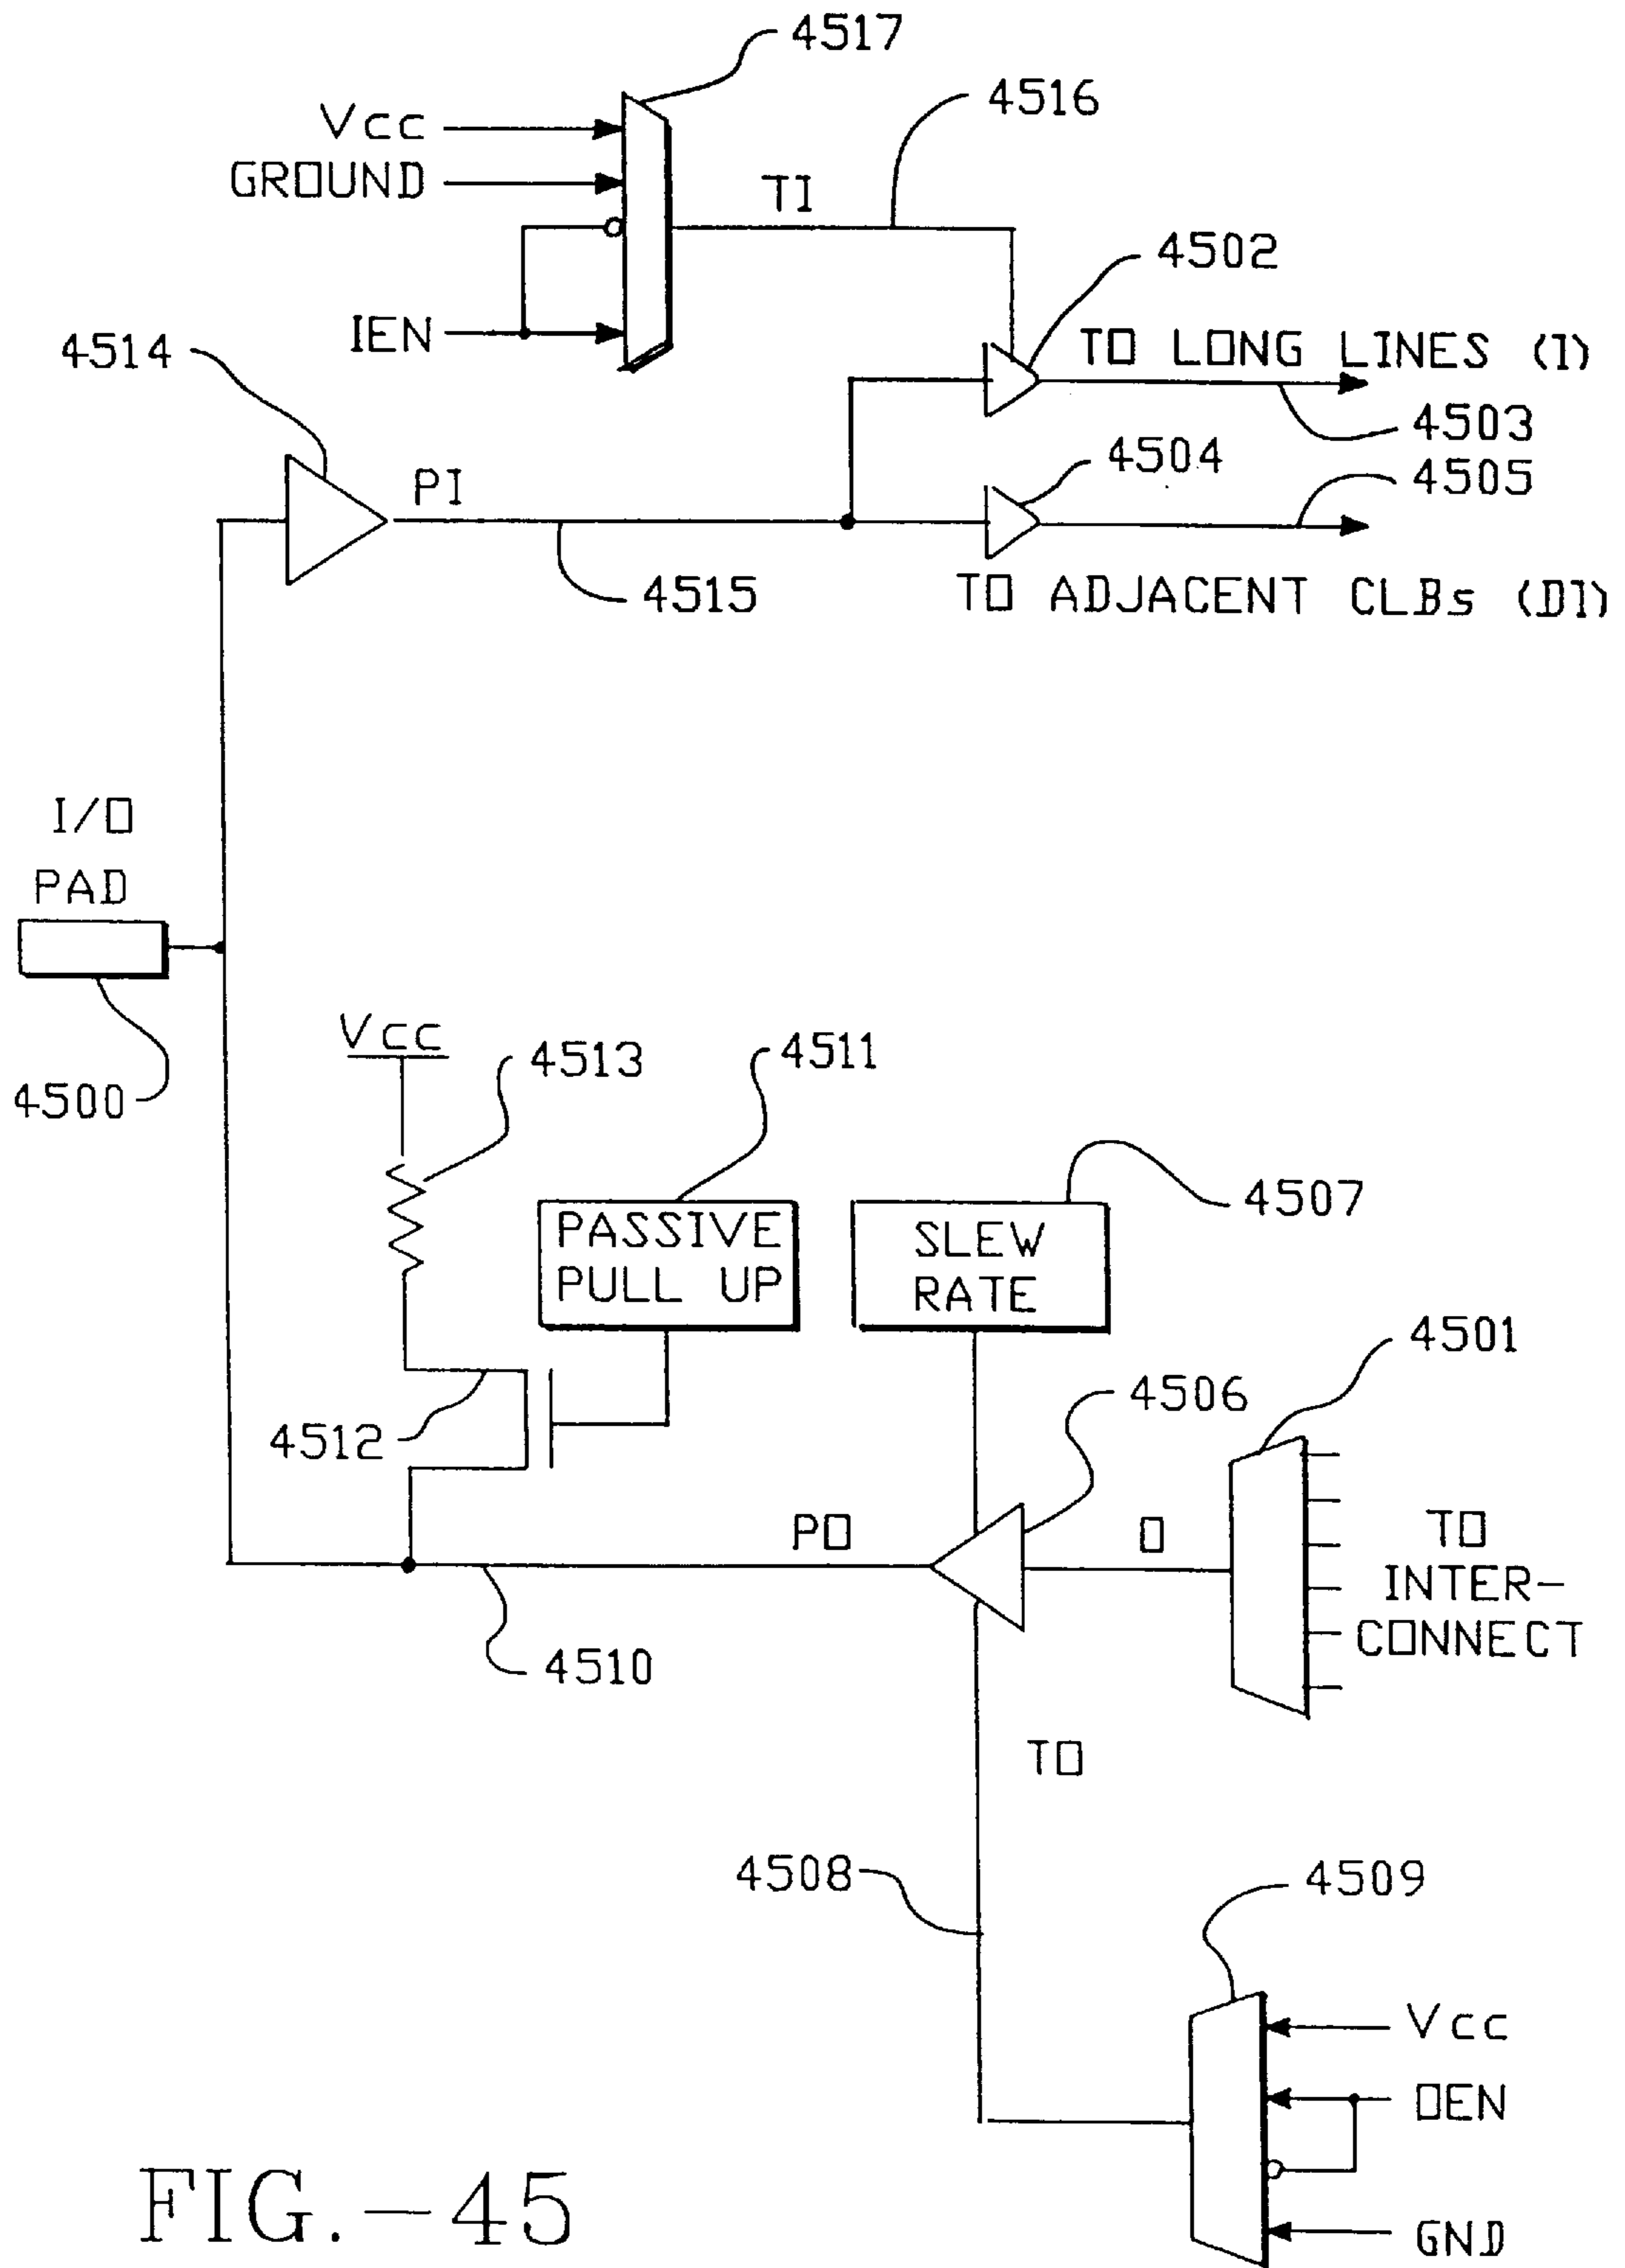 4517
4516
Vcc
GROUND
TI
4502
IEN
4514
TO LONG LINES (I)
4503
4504
4505
PI
4515
TO ADJACENT CLBs (DI)
I/O
PAD
4500
Vcc
4513
4511
4507
PASSIVE
PULL UP
SLEW
RATE
4501
4506
4512
PO
O
TO
INTER-
CONNECT
4510
TO
4508
4509
Vcc
OEN
GND
FIG.-45